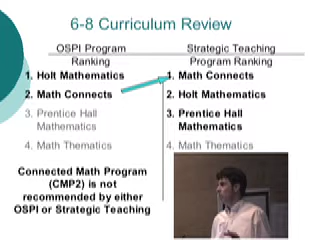 6-8 Curriculum Review
OSPI Program
Ranking
1. Holt Mathematics
2. Math Connects
3. Prentice Hall
Mathematics
4. Math Thematics
Connected Math Program
(CMP2) is not
recommended by either
OSPI or Strategic Teaching
Strategic Teaching
Program Ranking
1. Math Connects
2. Holt Mathematics
3. Prentice Hall
Mathematics
4. Math Thematics